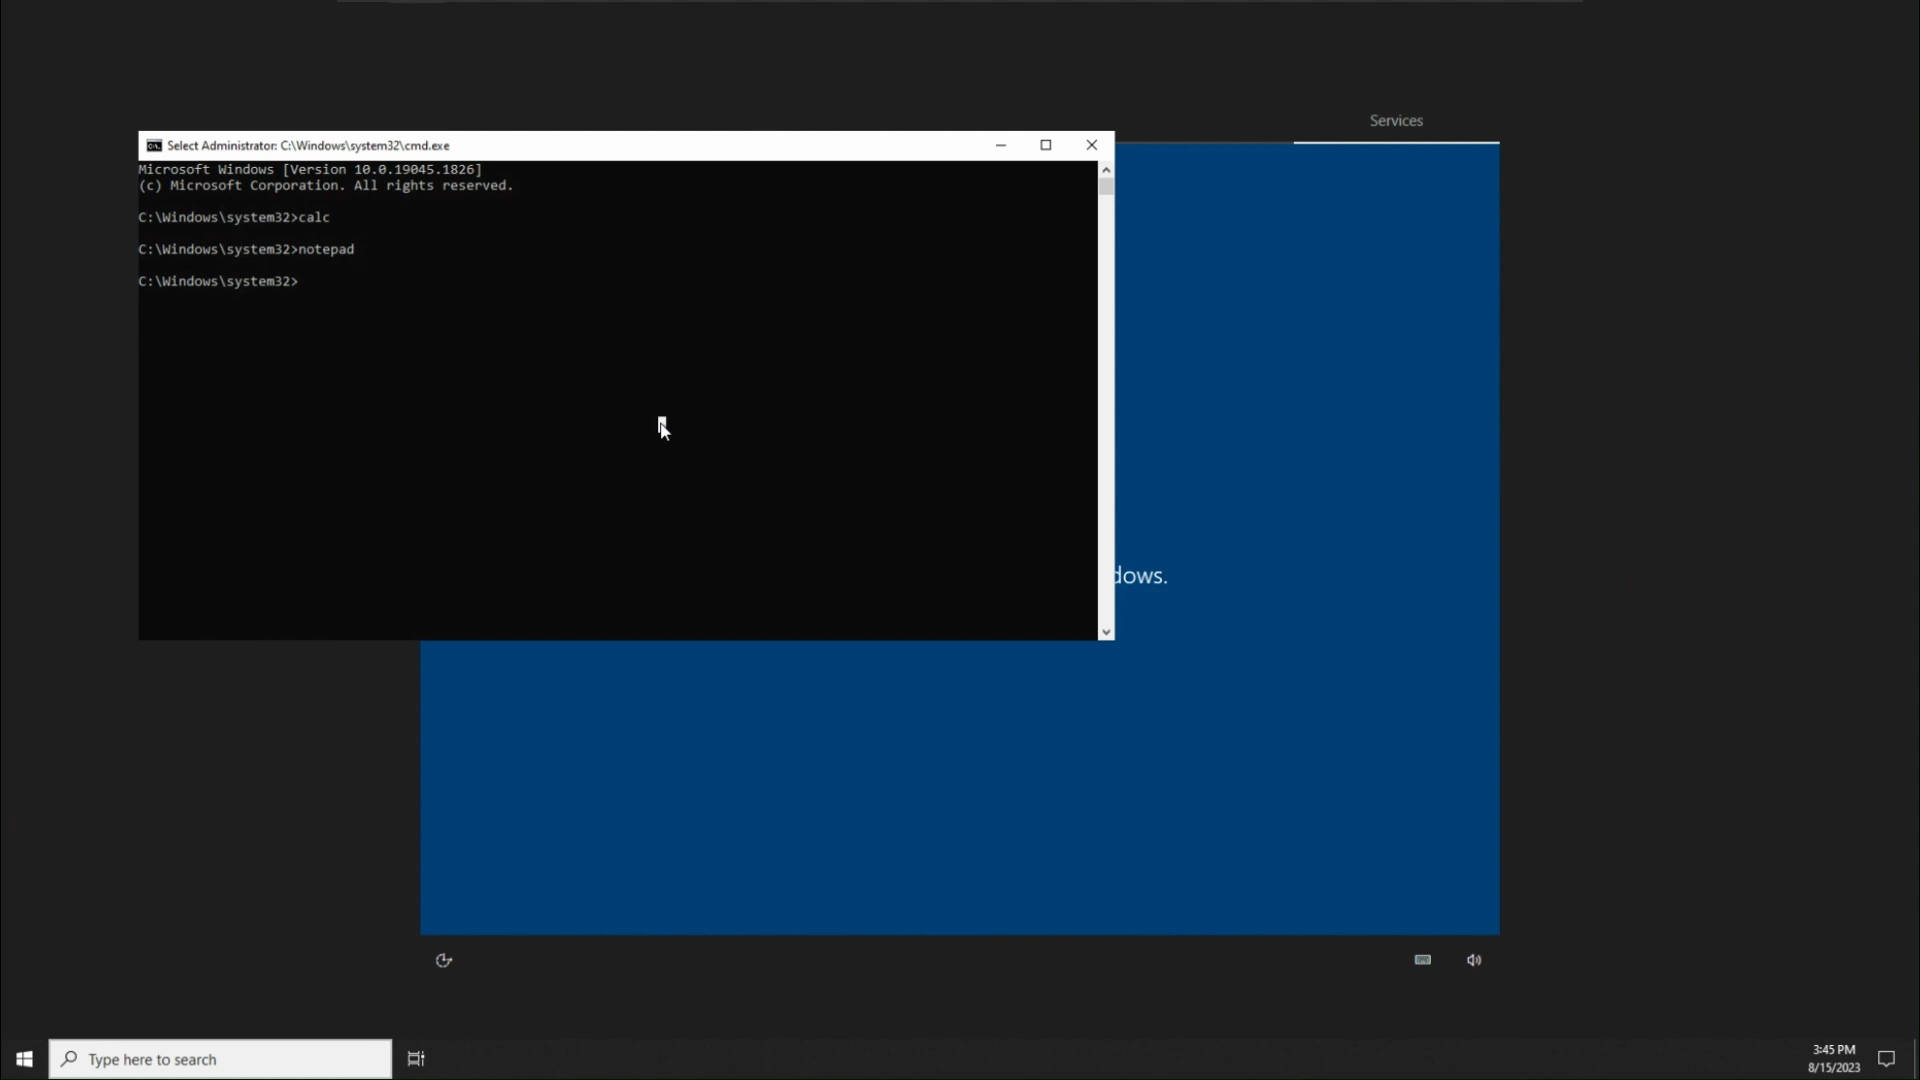 Services
Select Administrator: C:\Windows\system32\cmd.exe
Microsoft Windows [Version 10.0.19045.1826]
(c) Microsoft Corporation. All rights reserved.
C:\Windows\system32>calc
C:\Windows\system32>notepad
C:\Windows\system32>
dows.
Type here to search
3:45 PM
8/15/2023